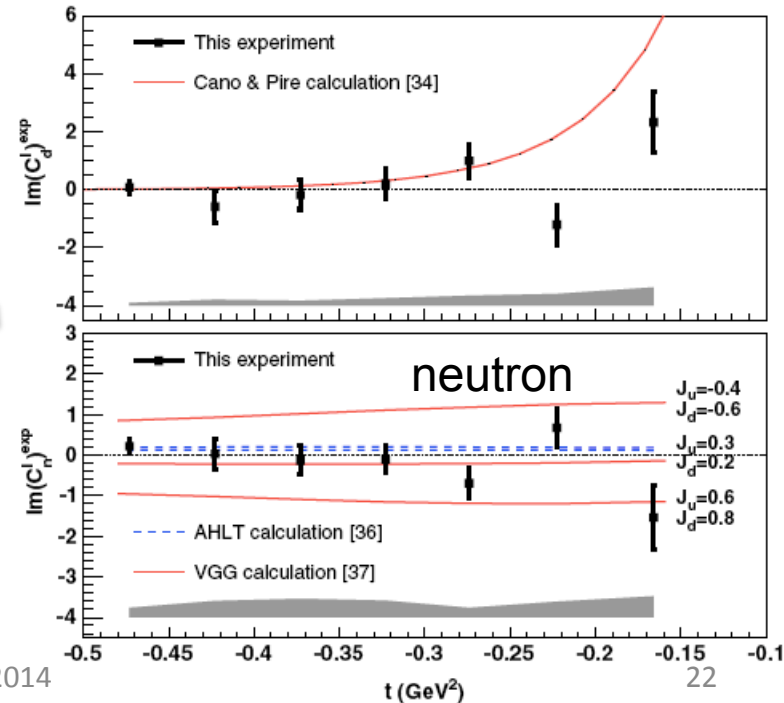 6
4
2
0
-2
-4
Im(C_d^I)^exp
This experiment
Cano & Pire calculation [34]
3
2
1
0
-1
-2
-3
-4
Im(C_n^I)^exp
This experiment
neutron
J_u=-0.4
J_d=-0.6
J_u=0.3
J_d=0.2
J_u=0.6
J_d=0.8
AHLT calculation [36]
VGG calculation [37]
-0.5 -0.45 -0.4 -0.35 -0.3 -0.25 -0.2 -0.15 -0.1
t (GeV²)
2014
22